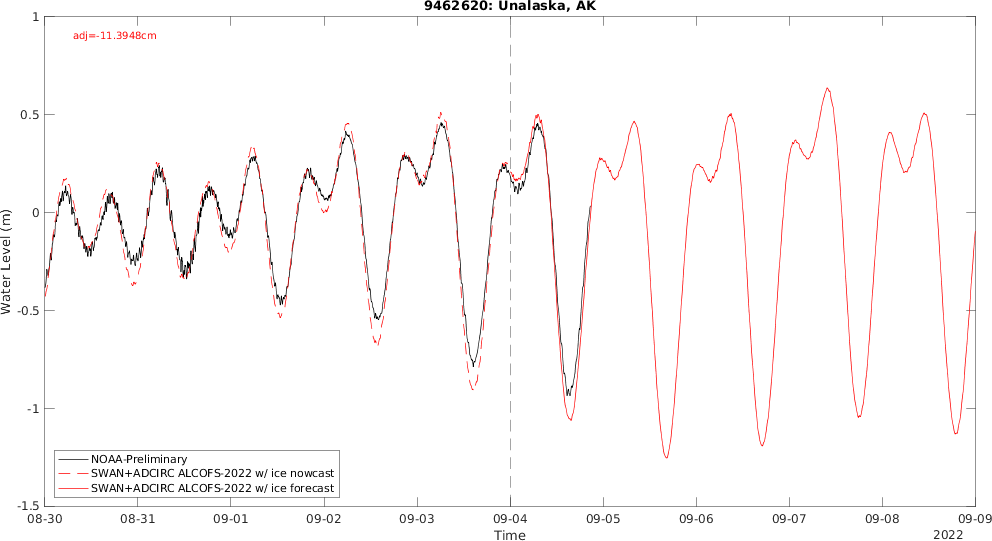 9462620: Unalaska, AK
adj=-11.3948cm
1
0.5
0
-0.5
-1
-1.5
Water Level (m)
NOAA-Preliminary
SWAN+ADCIRC ALCOFS-2022 w/ ice nowcast
SWAN+ADCIRC ALCOFS-2022 w/ ice forecast
08-30 08-31 09-01 09-02 09-03 09-04 09-05 09-06 09-07 09-08 09-09
Time
2022